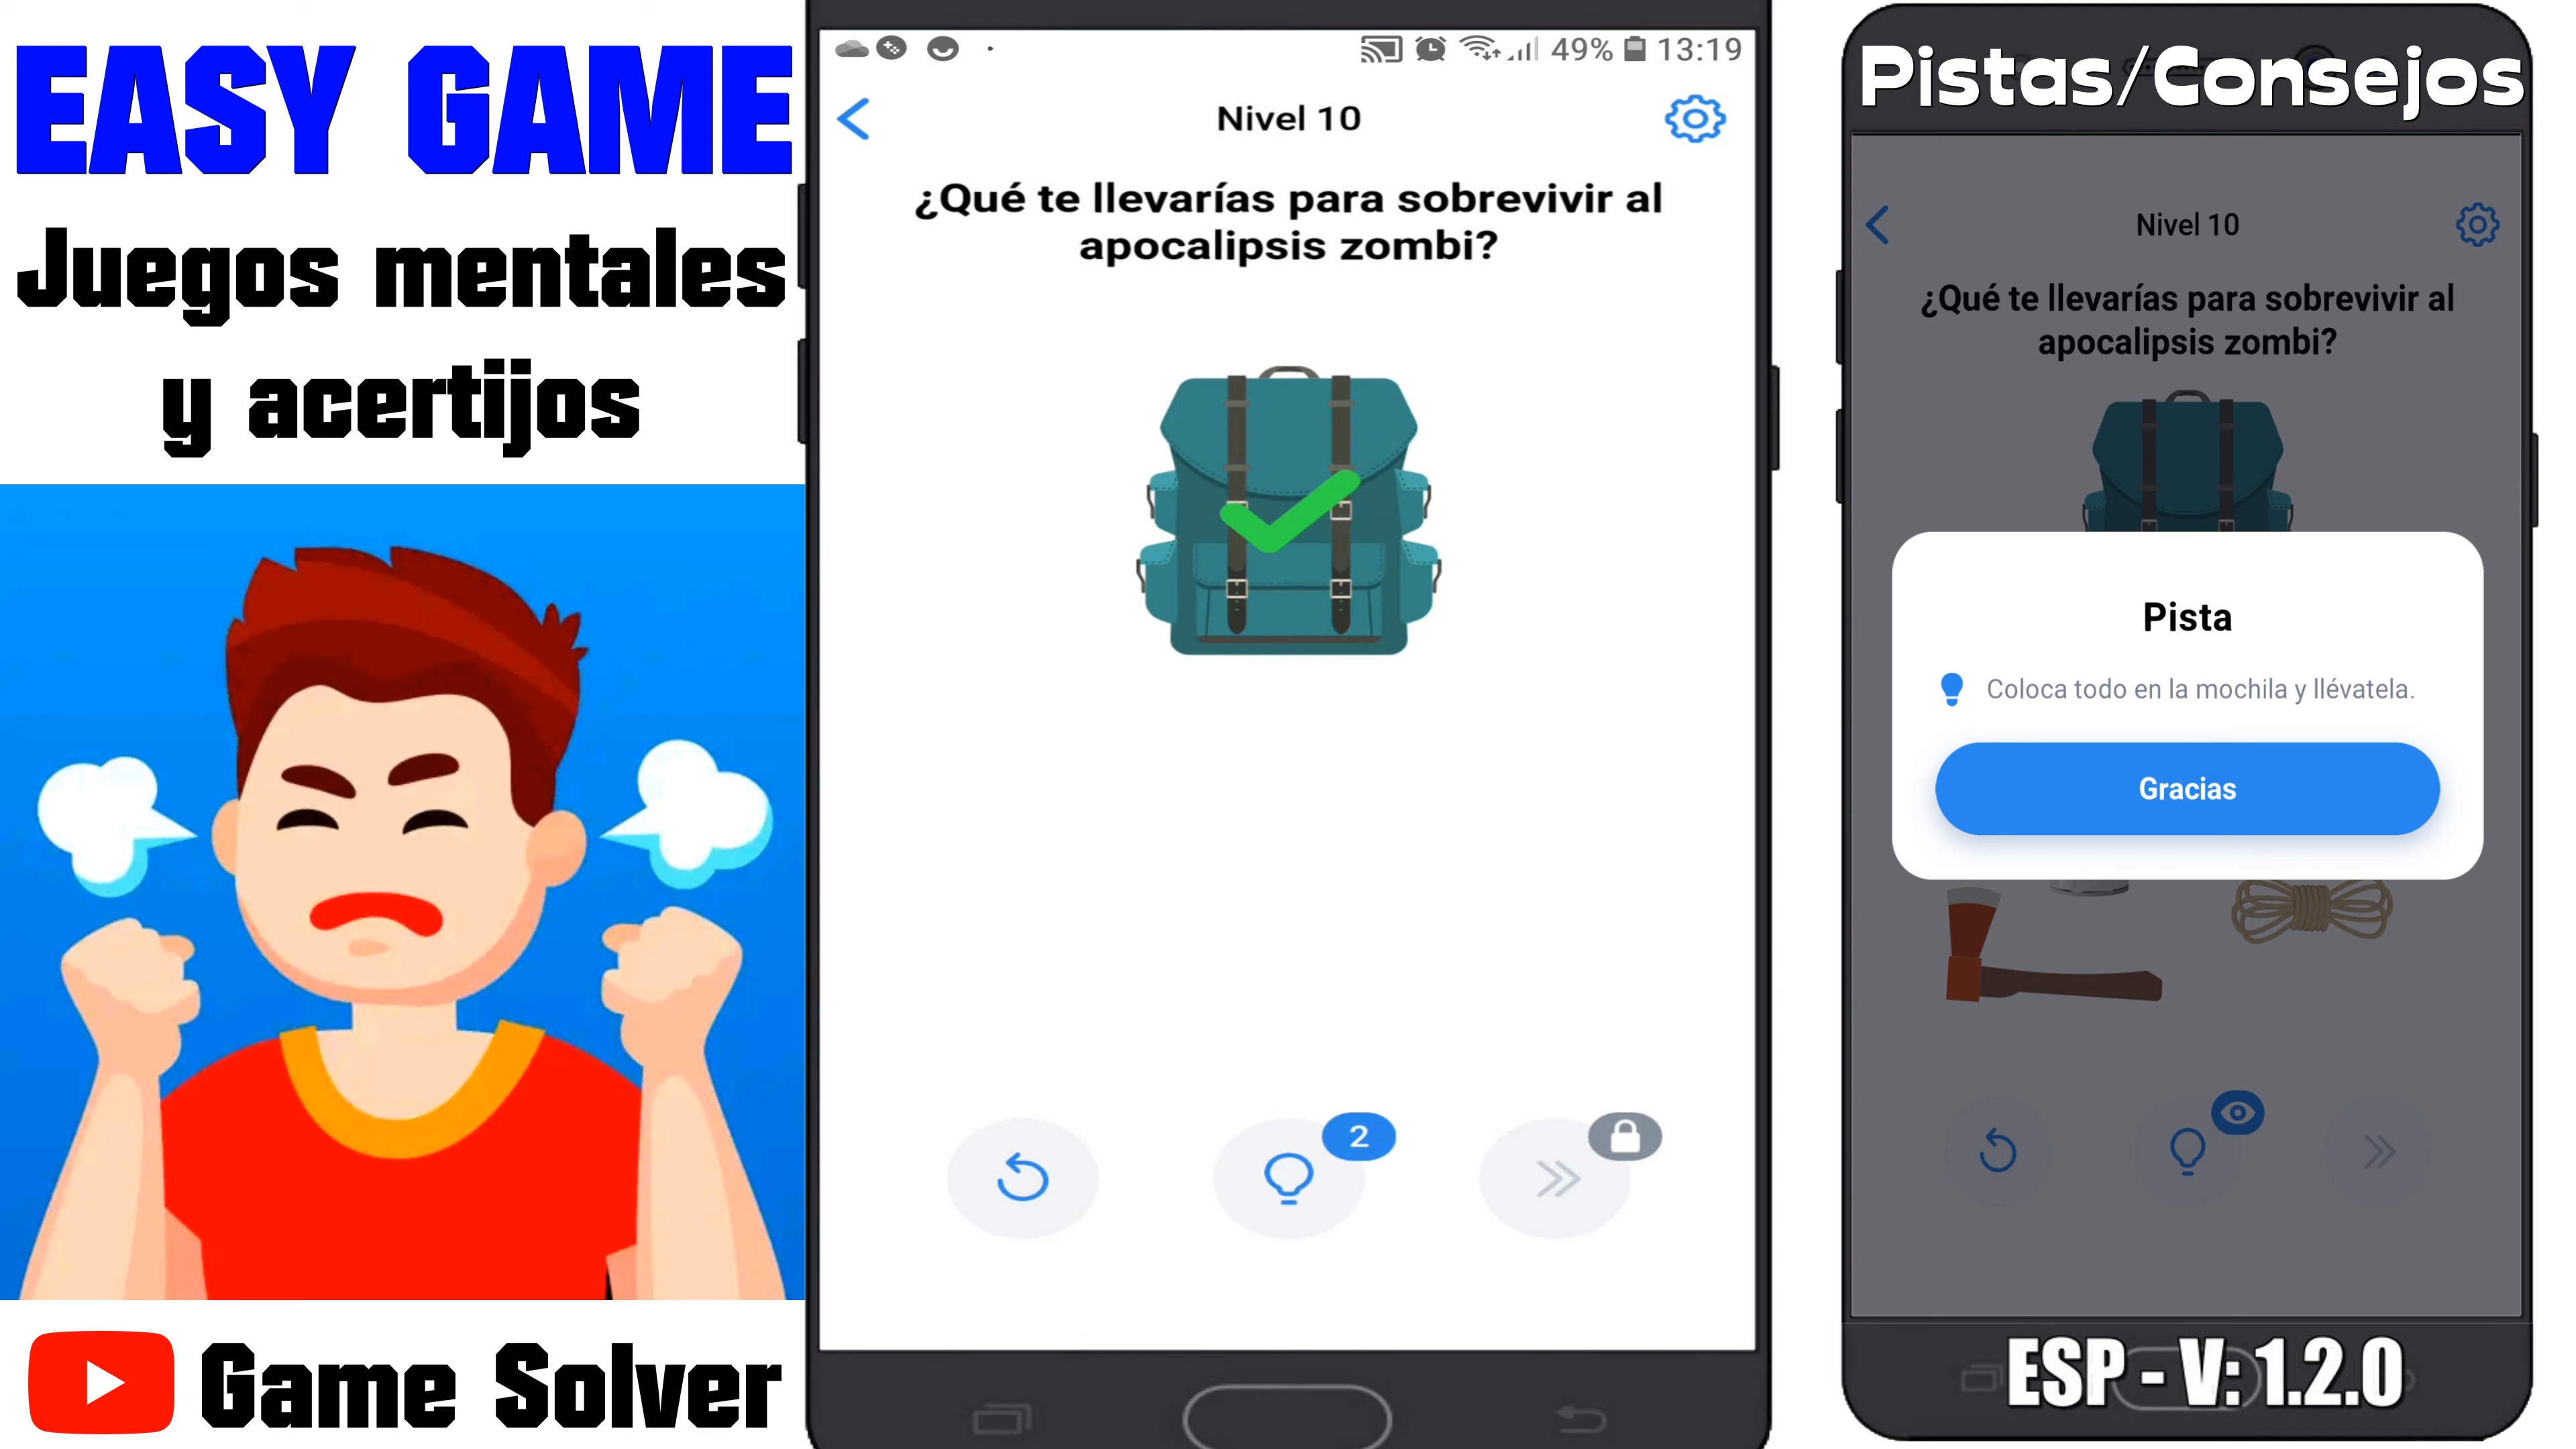 EASY GAME
Juegos mentales
y acertijos
Game Solver
49% 13:19
Nivel 10
¿Qué te llevarías para sobrevivir al
apocalipsis zombi?
2
Pistas/Consejos
Nivel 10
¿Qué te llevarías para sobrevivir al
apocalipsis zombi?
Pista
Coloca todo en la mochila y llévatela.
Gracias
ESP - V: 1.2.0